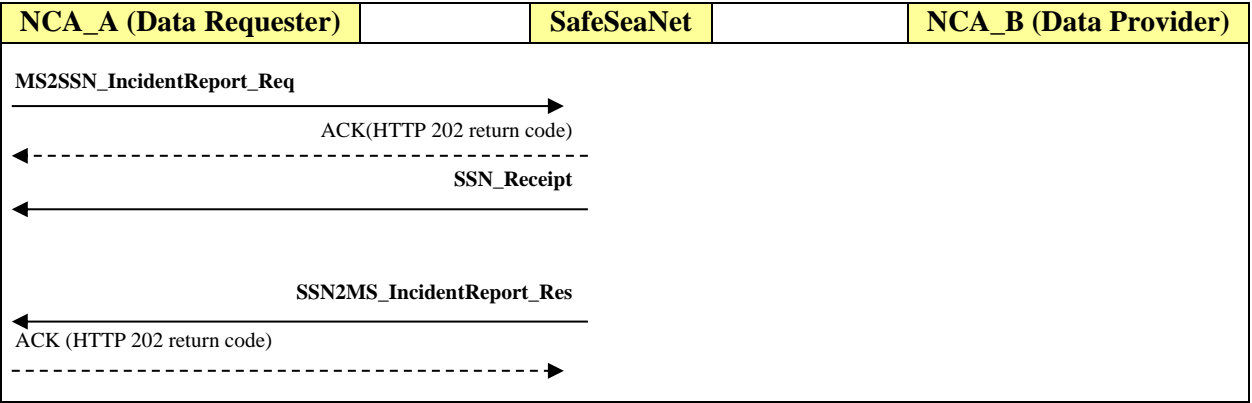 NCA_A (Data Requester) SafeSeaNet NCA_B (Data Provider)
MS2SSN_IncidentReport_Req
ACK(HTTP 202 return code)
SSN_Receipt
SSN2MS_IncidentReport_Res
ACK (HTTP 202 return code)